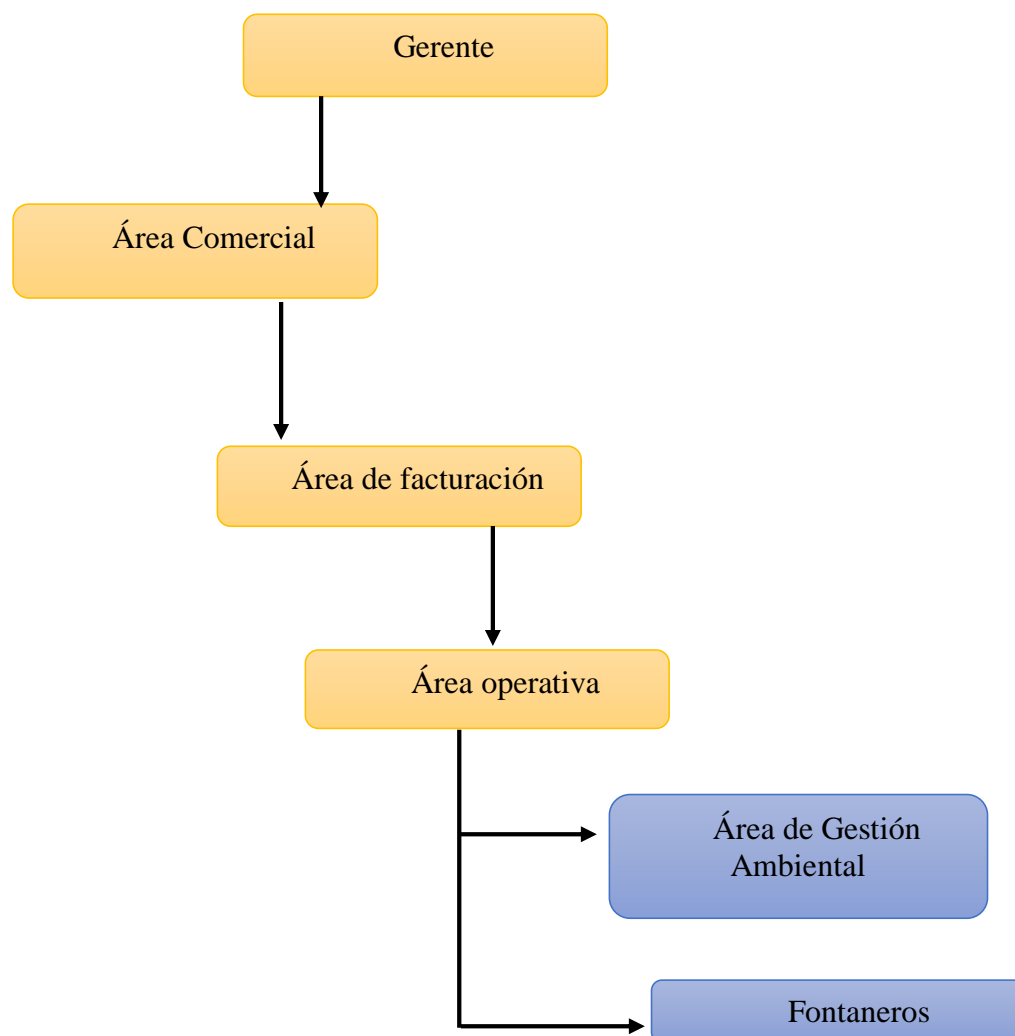 Gerente
Área Comercial
Área de facturación
Área operativa
Área de Gestión
Ambiental
Fontaneros